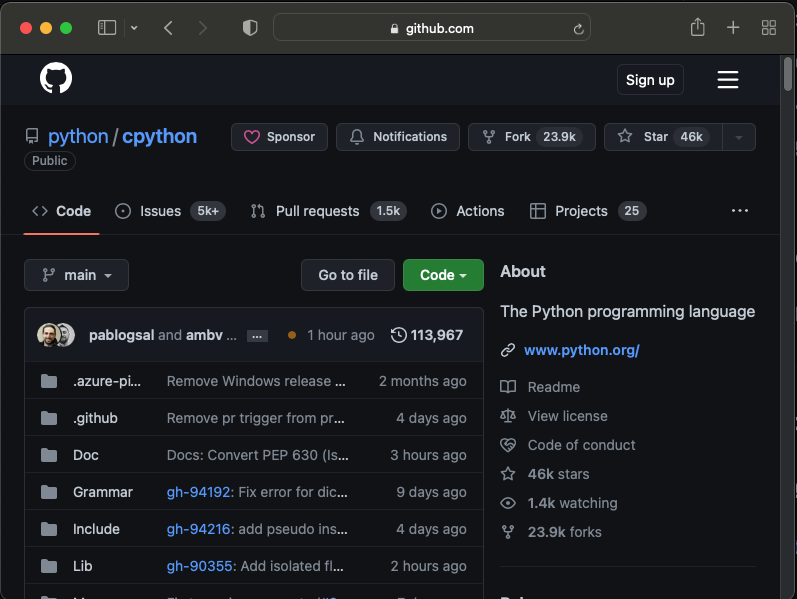 github.com
Sign up
python / cpython
Public
Sponsor
Notifications
Fork 23.9k
Star 46k
Code
Issues 5k+
Pull requests 1.5k
Actions
Projects 25
main
Go to file
Code
pablogsal and ambv ... ... 1 hour ago 113,967
.azure-pi... Remove Windows release ... 2 months ago
.github Remove pr trigger from pr... 4 days ago
Doc Docs: Convert PEP 630 (Is... 3 hours ago
Grammar gh-94192: Fix error for dic... 9 days ago
Include gh-94216: add pseudo ins... 4 days ago
Lib gh-90355: Add isolated fl... 2 hours ago
About
The Python programming language
www.python.org/
Readme
View license
Code of conduct
46k stars
1.4k watching
23.9k forks